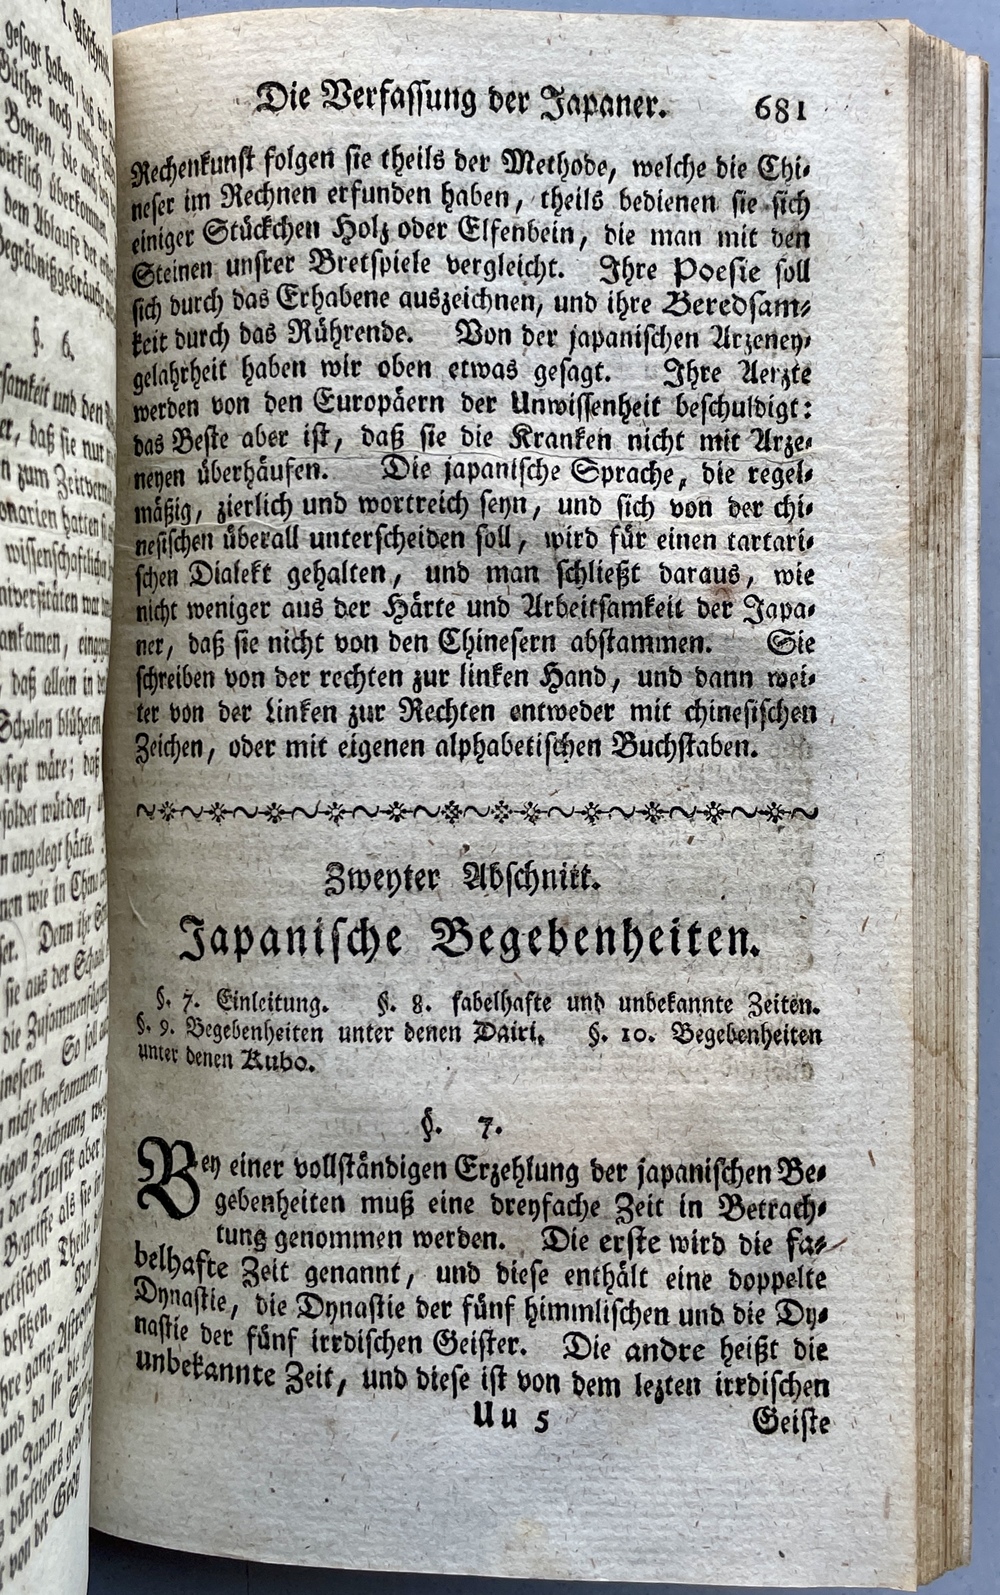 Die Verfassung der Japaner. 681
Rechenkunst folgen sie theils der Methode, welche die Chi-
neser im Rechnen erfunden haben, theils bedienen sie sich
einiger Stückchen Holz oder Elfenbein, die man mit den
Steinen unsrer Bretspiele vergleicht. Ihre Poesie soll
sich durch das Erhabene auszeichnen, und ihre Beredsam-
keit durch das Rührende. Von der japanischen Arzeney-
gelahrheit haben wir oben etwas gesagt. Ihre Aerzte
werden von den Europäern der Unwissenheit beschuldigt:
das Beste aber ist, daß sie die Kranken nicht mit Arze-
neyen überhäufen. Die japanische Sprache, die regel-
mäßig, zierlich und wortreich seyn, und sich von der chi-
nesischen überall unterscheiden soll, wird für einen tartari-
schen Dialekt gehalten, und man schließt daraus, wie
nicht weniger aus der Härte und Arbeitsamkeit der Japa-
ner, daß sie nicht von den Chinesern abstammen. Sie
schreiben von der rechten zur linken Hand, und dann wei-
ter von der Linken zur Rechten entweder mit chinesischen
Zeichen, oder mit eigenen alphabetischen Buchstaben.
Zweyter Abschnitt.
Japanische Begebenheiten.
§. 7. Einleitung. §. 8. fabelhafte und unbekannte Zeiten.
§. 9. Begebenheiten unter denen Dairi. §. 10. Begebenheiten
unter denen Kubo.
§. 7.
Bey einer vollständigen Erzehlung der japanischen Be-
gebenheiten muß eine dreyfache Zeit in Betrach-
tung genommen werden. Die erste wird die fa-
belhafte Zeit genannt, und diese enthält eine doppelte
Dynastie, die Dynastie der fünf himmlischen und die Dy-
nastie der fünf irrdischen Geister. Die andre heißt die
unbekannte Zeit, und diese ist von dem lezten irrdischen
Uu 5 Geiste